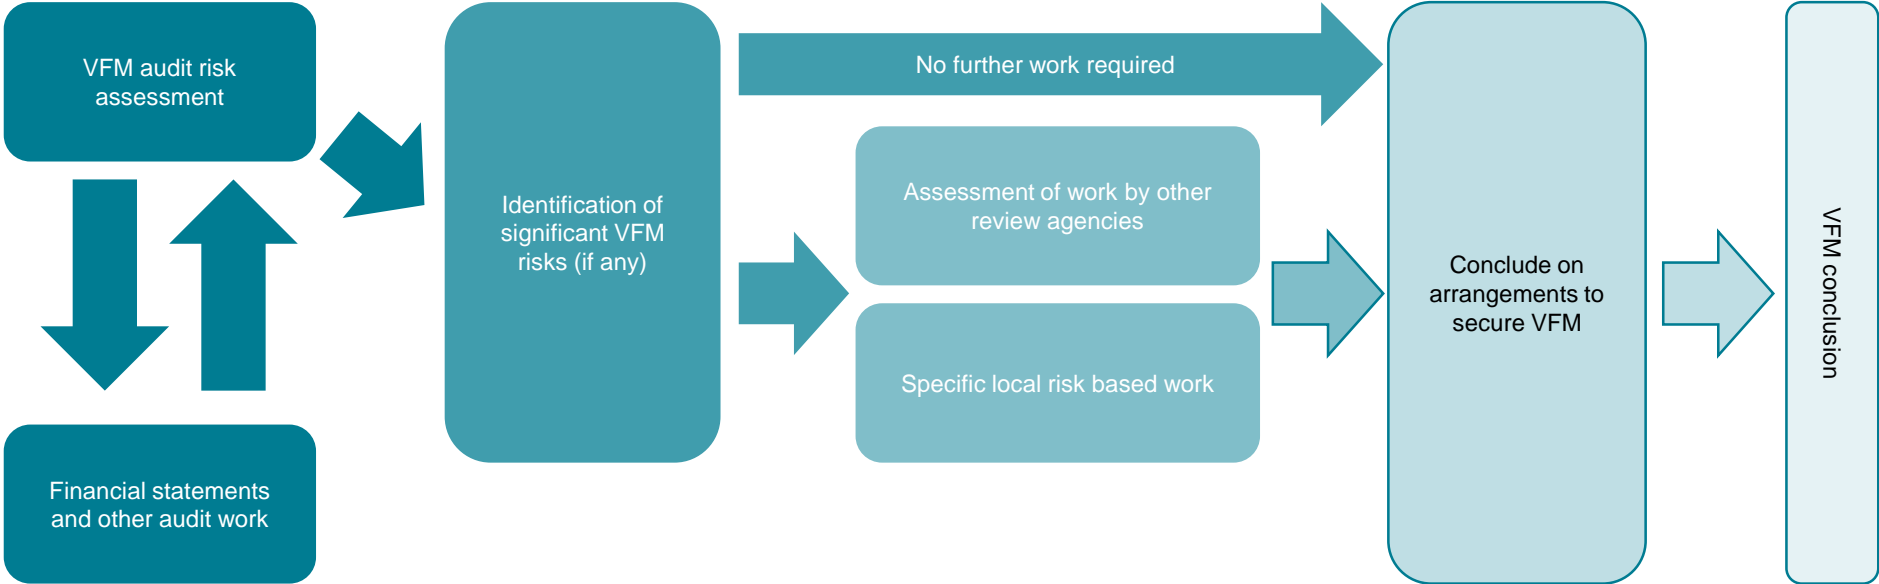 VFM audit risk
assessment
Financial statements
and other audit work
Identification of
significant VFM
risks (if any)
No further work required
Assessment of work by other
review agencies
Specific local risk based work
Conclude on
arrangements to
secure VFM
VFM conclusion